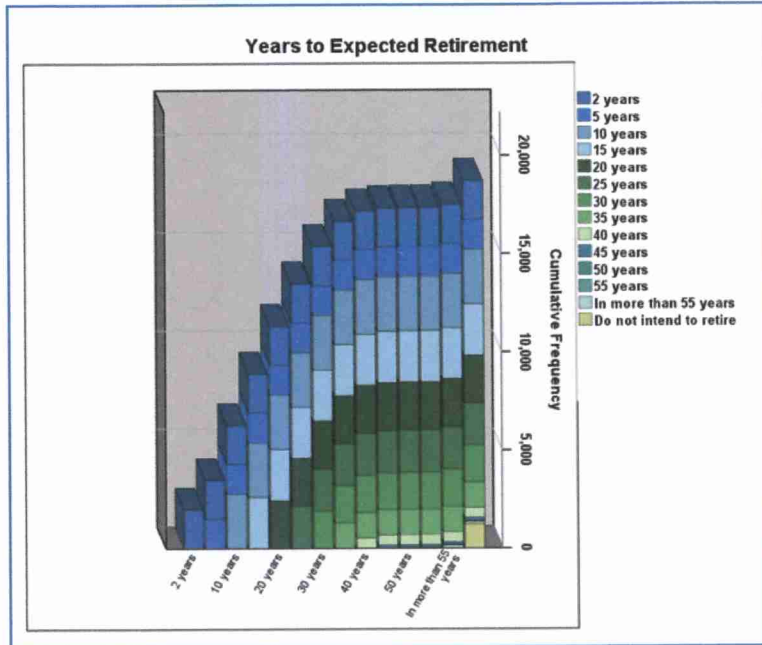 Years to Expected Retirement
2 years
5 years
10 years
15 years
20 years
25 years
30 years
35 years
40 years
45 years
50 years
55 years
In more than 55 years
Do not intend to retire
20,000
15,000
10,000
5,000
0
Cumulative Frequency
2 years
10 years
20 years
30 years
40 years
50 years
In more than 55
years